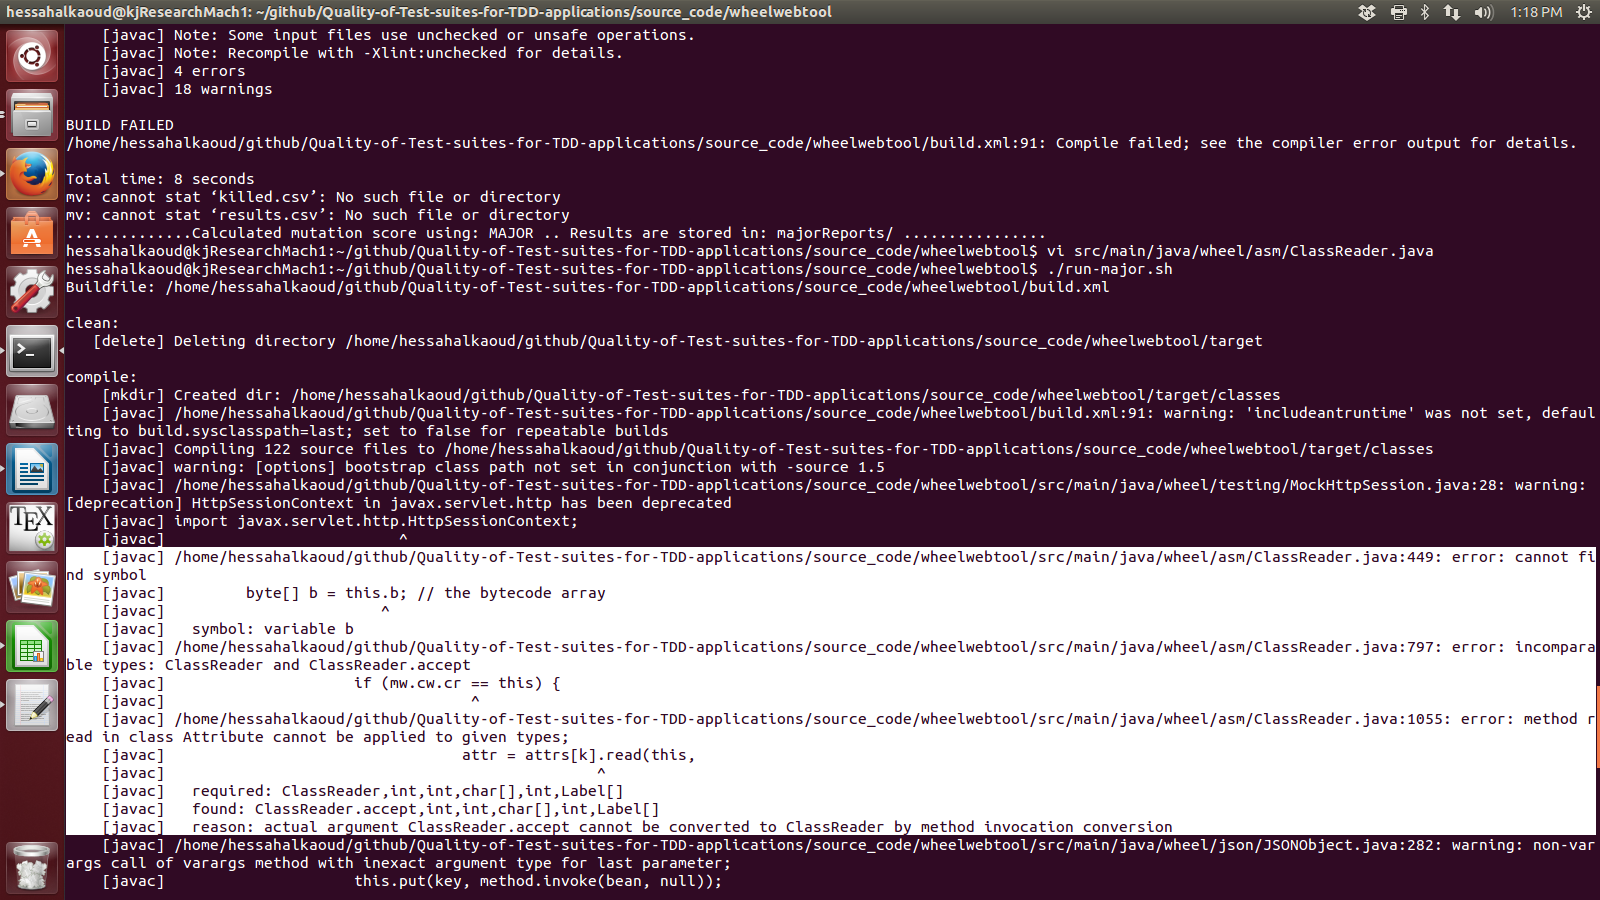 hessahalkaoud@kjResearchMach1: ~/github/Quality-of-Test-suites-for-TDD-applications/source_code/wheelwebtool
1:18 PM
[javac] Note: Some input files use unchecked or unsafe operations.
[javac] Note: Recompile with -Xlint:unchecked for details.
[javac] 4 errors
[javac] 18 warnings
BUILD FAILED
/home/hessahalkaoud/github/Quality-of-Test-suites-for-TDD-applications/source_code/wheelwebtool/build.xml:91: Compile failed; see the compiler error output for details.
Total time: 8 seconds
mv: cannot stat ‘killed.csv’: No such file or directory
mv: cannot stat ‘results.csv’: No such file or directory
..............Calculated mutation score using: MAJOR .. Results are stored in: majorReports/ ................
hessahalkaoud@kjResearchMach1:~/github/Quality-of-Test-suites-for-TDD-applications/source_code/wheelwebtool$ vi src/main/java/wheel/asm/ClassReader.java
hessahalkaoud@kjResearchMach1:~/github/Quality-of-Test-suites-for-TDD-applications/source_code/wheelwebtool$ ./run-major.sh
Buildfile: /home/hessahalkaoud/github/Quality-of-Test-suites-for-TDD-applications/source_code/wheelwebtool/build.xml
clean:
[delete] Deleting directory /home/hessahalkaoud/github/Quality-of-Test-suites-for-TDD-applications/source_code/wheelwebtool/target
compile:
[mkdir] Created dir: /home/hessahalkaoud/github/Quality-of-Test-suites-for-TDD-applications/source_code/wheelwebtool/target/classes
[javac] /home/hessahalkaoud/github/Quality-of-Test-suites-for-TDD-applications/source_code/wheelwebtool/build.xml:91: warning: 'includeantruntime' was not set, defaul
ting to build.sysclasspath=last; set to false for repeatable builds
[javac] Compiling 122 source files to /home/hessahalkaoud/github/Quality-of-Test-suites-for-TDD-applications/source_code/wheelwebtool/target/classes
[javac] warning: [options] bootstrap class path not set in conjunction with -source 1.5
[javac] /home/hessahalkaoud/github/Quality-of-Test-suites-for-TDD-applications/source_code/wheelwebtool/src/main/java/wheel/testing/MockHttpSession.java:28: warning:
[deprecation] HttpSessionContext in javax.servlet.http has been deprecated
[javac] import javax.servlet.http.HttpSessionContext;
[javac] ^
[javac] /home/hessahalkaoud/github/Quality-of-Test-suites-for-TDD-applications/source_code/wheelwebtool/src/main/java/wheel/asm/ClassReader.java:449: error: cannot fi
nd symbol
[javac] byte[] b = this.b; // the bytecode array
[javac] ^
[javac] symbol: variable b
[javac] /home/hessahalkaoud/github/Quality-of-Test-suites-for-TDD-applications/source_code/wheelwebtool/src/main/java/wheel/asm/ClassReader.java:797: error: incompara
ble types: ClassReader and ClassReader.accept
[javac] if (mw.cw.cr == this) {
[javac] ^
[javac] /home/hessahalkaoud/github/Quality-of-Test-suites-for-TDD-applications/source_code/wheelwebtool/src/main/java/wheel/asm/ClassReader.java:1055: error: method r
ead in class Attribute cannot be applied to given types;
[javac] attr = attrs[k].read(this,
[javac] ^
[javac] required: ClassReader,int,int,char[],int,Label[]
[javac] found: ClassReader.accept,int,int,char[],int,Label[]
[javac] reason: actual argument ClassReader.accept cannot be converted to ClassReader by method invocation conversion
[javac] /home/hessahalkaoud/github/Quality-of-Test-suites-for-TDD-applications/source_code/wheelwebtool/src/main/java/wheel/json/JSONObject.java:282: warning: non-var
args call of varargs method with inexact argument type for last parameter;
[javac] this.put(key, method.invoke(bean, null));
TEX